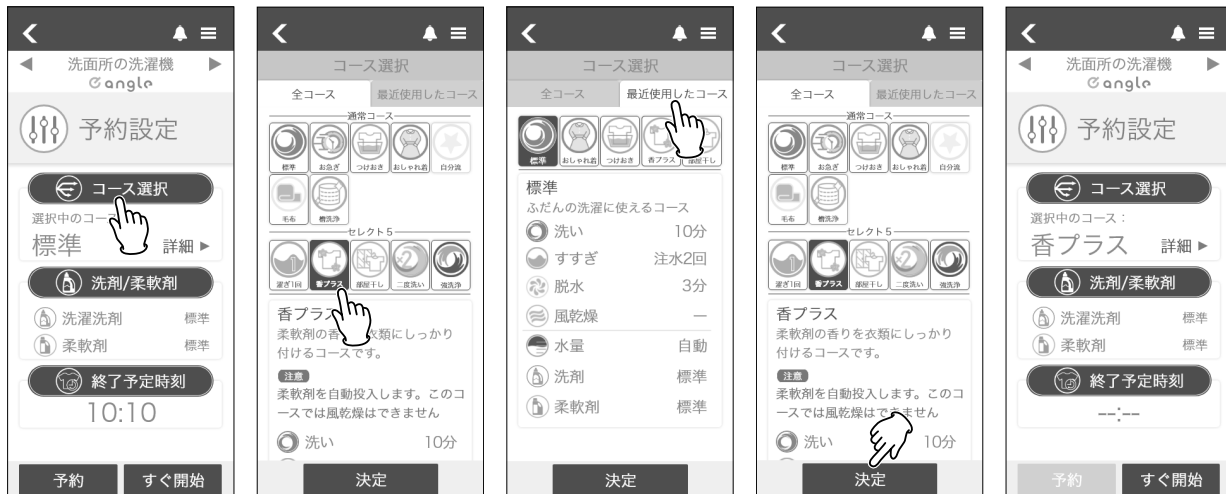 洗面所の洗濯機
angle
予約設定
コース選択
選択中のコー
標準
詳細
洗剤/柔軟剤
洗濯洗剤 標準
柔軟剤 標準
終了予定時刻
10:10
予約 すぐ開始
コース選択
全コース 最近使用したコース
通常コース
標準 お急ぎ つけおき おしゃれ着 自分流
毛布 槽洗浄
セレクト5
濯ぎ1回 香プラス 部屋干し 二度洗い 強洗浄
香プラス
柔軟剤の香 衣類にしっかり
付けるコースです。
注意
柔軟剤を自動投入します。このコ
ースでは風乾燥はできません
洗い 10分
決定
コース選択
全コース 最近使用したコース
標準 おしゃれ着 つけおき 香プラス 部屋干し
標準
ふだんの洗濯に使えるコース
洗い 10分
すすぎ 注水2回
脱水 3分
風乾燥 —
水量 自動
洗剤 標準
柔軟剤 標準
決定
コース選択
全コース 最近使用したコース
通常コース
標準 お急ぎ つけおき おしゃれ着 自分流
毛布 槽洗浄
セレクト5
濯ぎ1回 香プラス 部屋干し 二度洗い 強洗浄
香プラス
柔軟剤の香りを衣類にしっかり
付けるコースです。
注意
柔軟剤を自動投入します。このコ
ースでは風乾燥はできません
洗い 10分
決定
洗面所の洗濯機
angle
予約設定
コース選択
選択中のコース：
香プラス 詳細
洗剤/柔軟剤
洗濯洗剤 標準
柔軟剤 標準
終了予定時刻
--:--
予約 すぐ開始